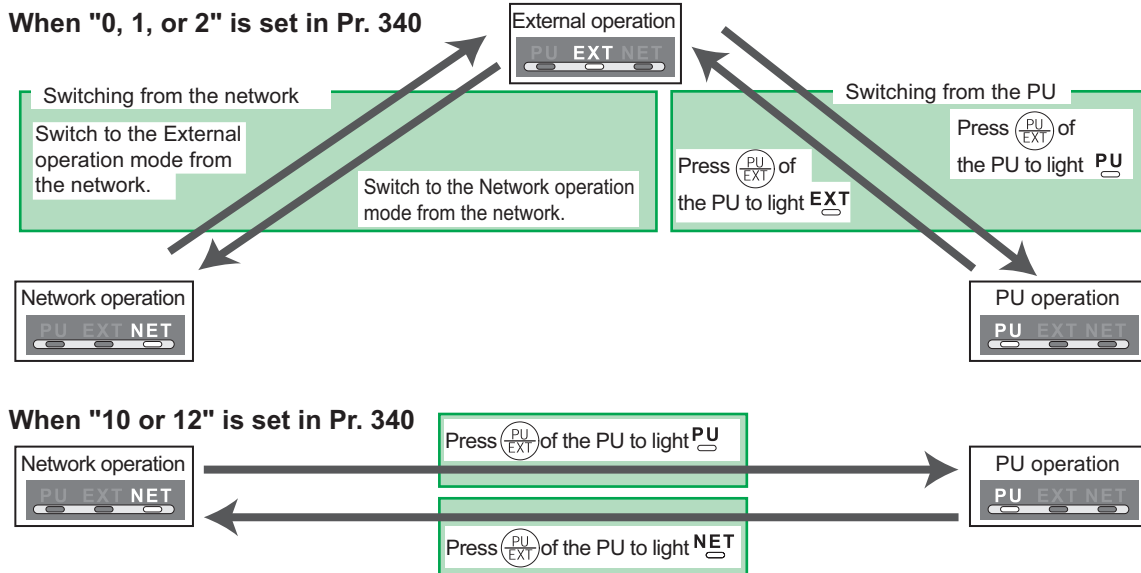 When "0, 1, or 2" is set in Pr. 340
External operation
PU EXT NET
Switching from the network
Switch to the External
operation mode from
the network.
Switch to the Network operation
mode from the network.
Switching from the PU
Press PU/EXT of
the PU to light EXT
Press PU/EXT of
the PU to light PU
Network operation
PU EXT NET
PU operation
PU EXT NET
When "10 or 12" is set in Pr. 340
Network operation
PU EXT NET
Press PU/EXT of the PU to light PU
Press PU/EXT of the PU to light NET
PU operation
PU EXT NET